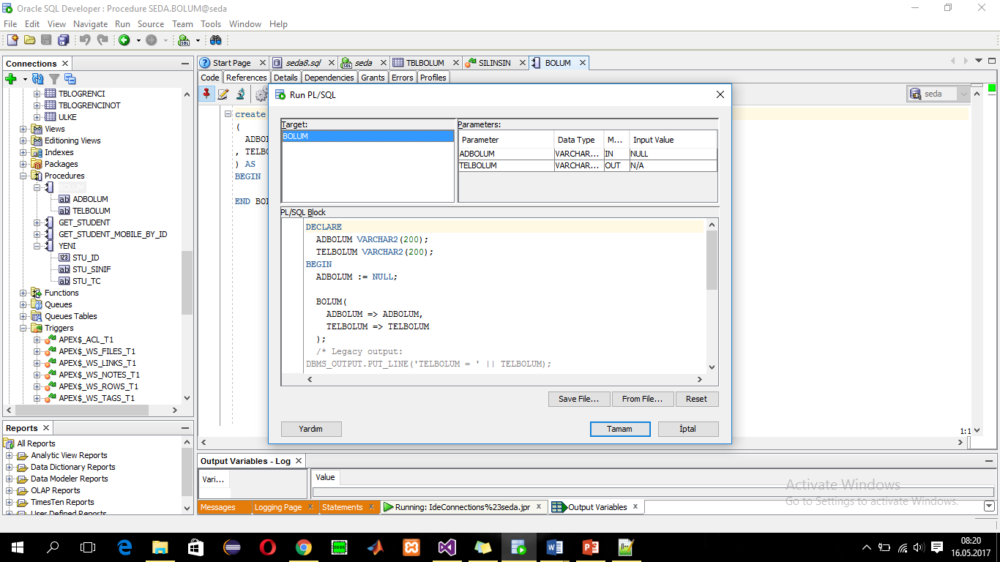 Oracle SQL Developer : Procedure SEDA.BOLUM@seda
File Edit View Navigate Run Source Team Tools Window Help
Connections
Start Page seda8.sql seda TBLBOLUM SILINSIN BOLUM
Code References Details Dependencies Grants Errors Profiles
seda
TBLOGRENCI
TBLOGRENCINOT
ULKE
Views
Editioning Views
Indexes
Packages
Procedures
BOLUM
ADBOLUM
TELBOLUM
GET_STUDENT
GET_STUDENT_MOBILE_BY_ID
YENI
STU_ID
STU_SINIF
STU_TC
Functions
Queues
Queues Tables
Triggers
APEX$_ACL_T1
APEX$_WS_FILES_T1
APEX$_WS_LINKS_T1
APEX$_WS_NOTES_T1
APEX$_WS_ROWS_T1
APEX$_WS_TAGS_T1
Reports
All Reports
Analytic View Reports
Data Dictionary Reports
Data Modeler Reports
OLAP Reports
TimesTen Reports
User Defined Reports
create
(
ADBO
, TELBO
) AS
BEGIN
END BO
1:1
Run PL/SQL
Target:
BOLUM
Parameters:
Parameter Data Type M... Input Value
ADBOLUM VARCHAR... IN NULL
TELBOLUM VARCHAR... OUT N/A
PL/SQL Block
DECLARE
ADBOLUM VARCHAR2(200);
TELBOLUM VARCHAR2(200);
BEGIN
ADBOLUM := NULL;
BOLUM(
ADBOLUM => ADBOLUM,
TELBOLUM => TELBOLUM
);
/* Legacy output:
DBMS_OUTPUT.PUT_LINE('TELBOLUM = ' || TELBOLUM);
Save File... From File... Reset
Yardım Tamam İptal
Output Variables - Log
Vari... Value
Activate Windows
Go to Settings to activate Windows.
Messages Logging Page Statements Running: IdeConnections%23seda.jpr Output Variables
08:20
16.05.2017